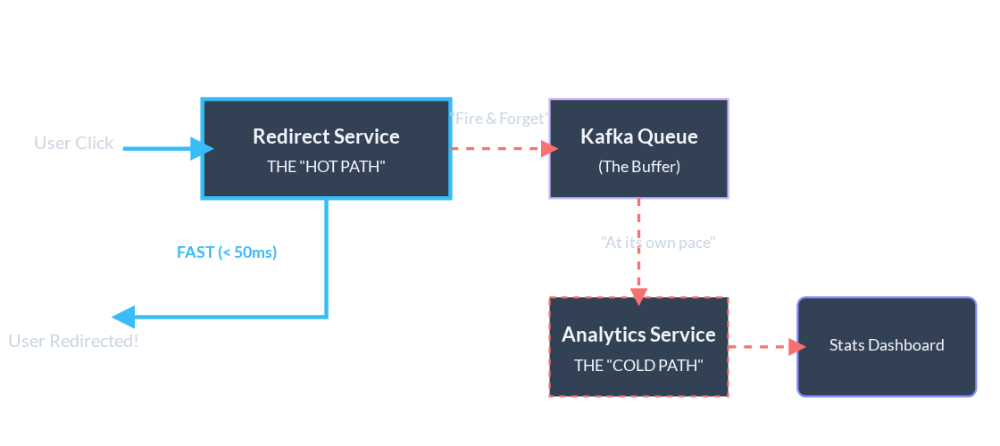 User Click
Redirect Service
THE "HOT PATH"
"Fire & Forget"
Kafka Queue
(The Buffer)
FAST (< 50ms)
"At its own pace"
User Redirected!
Analytics Service
THE "COLD PATH"
Stats Dashboard